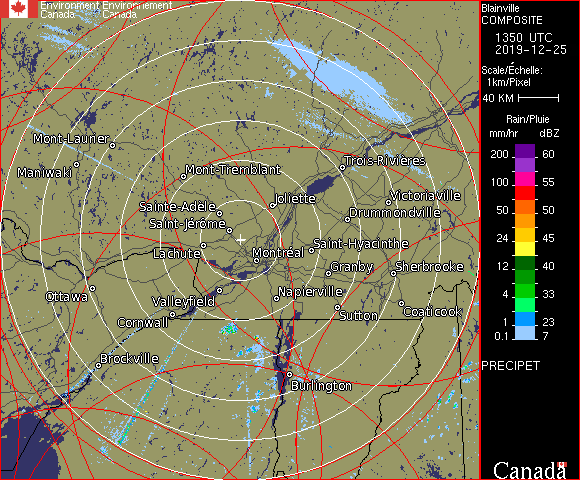 Environment Environnement
Canada Canada
Blainville
COMPOSITE
1350 UTC
2019-12-25
Scale/Échelle:
1km/Pixel
40 KM
Rain/Pluie
mm/hr dBZ
200 60
100 55
50 50
24 45
12 40
4 33
1 23
0.1 7
PRECIPET
Canada
Mont-Laurier
Maniwaki
Mont-Tremblant
Trois-Rivières
Joliette
Victoriaville
Sainte-Adèle
Drummondville
Saint-Jérôme
Saint-Hyacinthe
Lachute
Montréal
Granby
Sherbrooke
Ottawa
Valleyfield
Napierville
Cornwall
Sutton
Coaticook
Brockville
Burlington